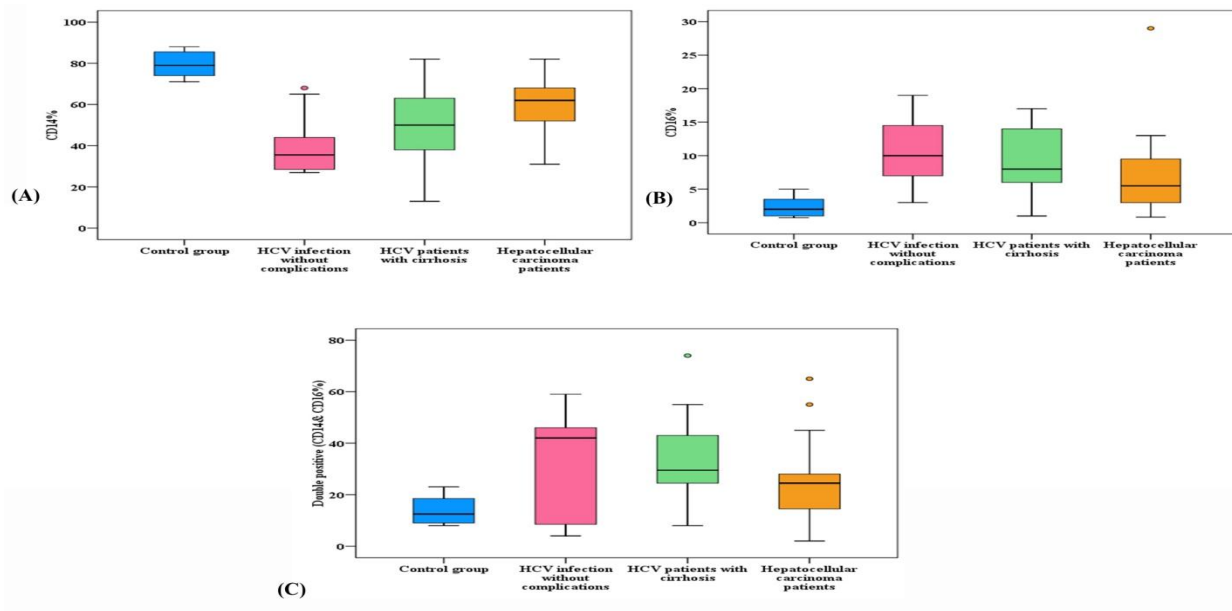 100
80
60
40
20
0
CD14%
(A)
Control group
HCV infection
without
complications
HCV patients
with cirrhosis
Hepatocellular
carcinoma
patients
30
25
20
15
10
5
0
CD16%
(B)
Control group
HCV infection
without
complications
HCV patients with
cirrhosis
Hepatocellular
carcinoma
patients
80
60
40
20
0
Double positive (CD14& CD16%)
(C)
Control group
HCV infection
without
complications
HCV patients with
cirrhosis
Hepatocellular
carcinoma
patients